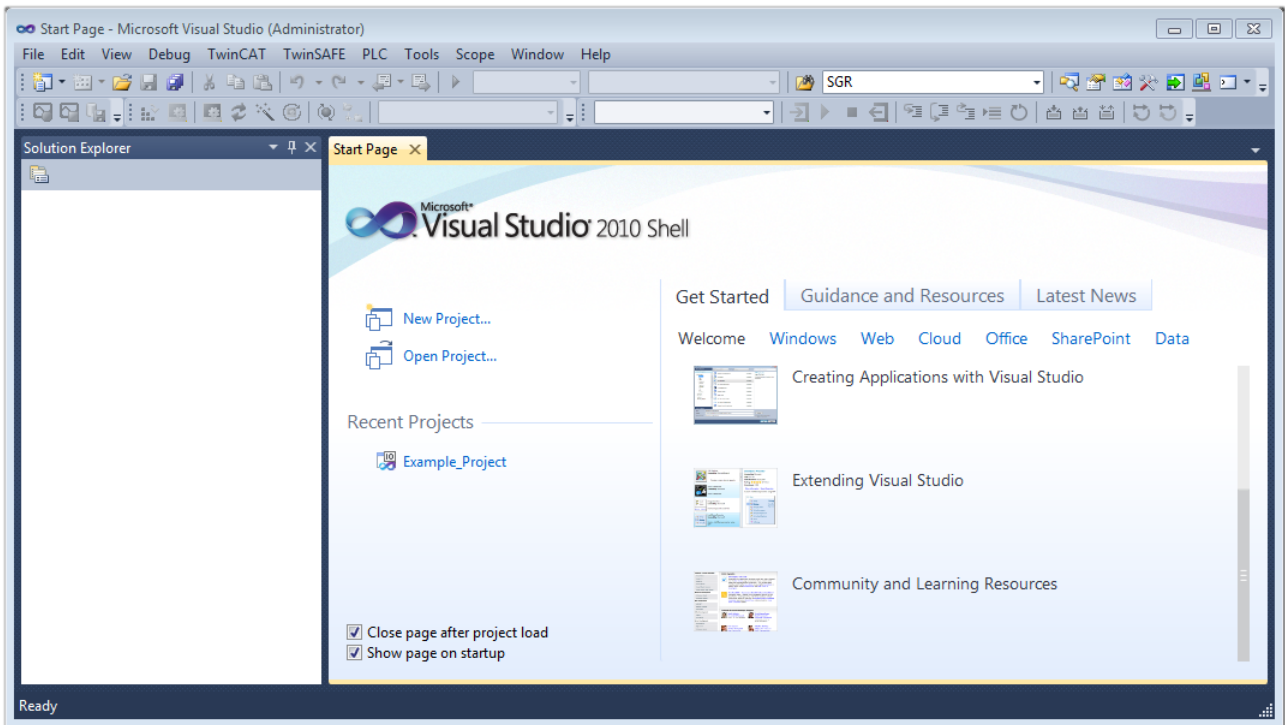 Start Page - Microsoft Visual Studio (Administrator)
File Edit View Debug TwinCAT TwinSAFE PLC Tools Scope Window Help
SGR
Solution Explorer
Start Page
Microsoft
Visual Studio 2010 Shell
Get Started Guidance and Resources Latest News
New Project...
Welcome Windows Web Cloud Office SharePoint Data
Open Project...
Creating Applications with Visual Studio
Recent Projects
Example_Project
Extending Visual Studio
Community and Learning Resources
Close page after project load
Show page on startup
Ready